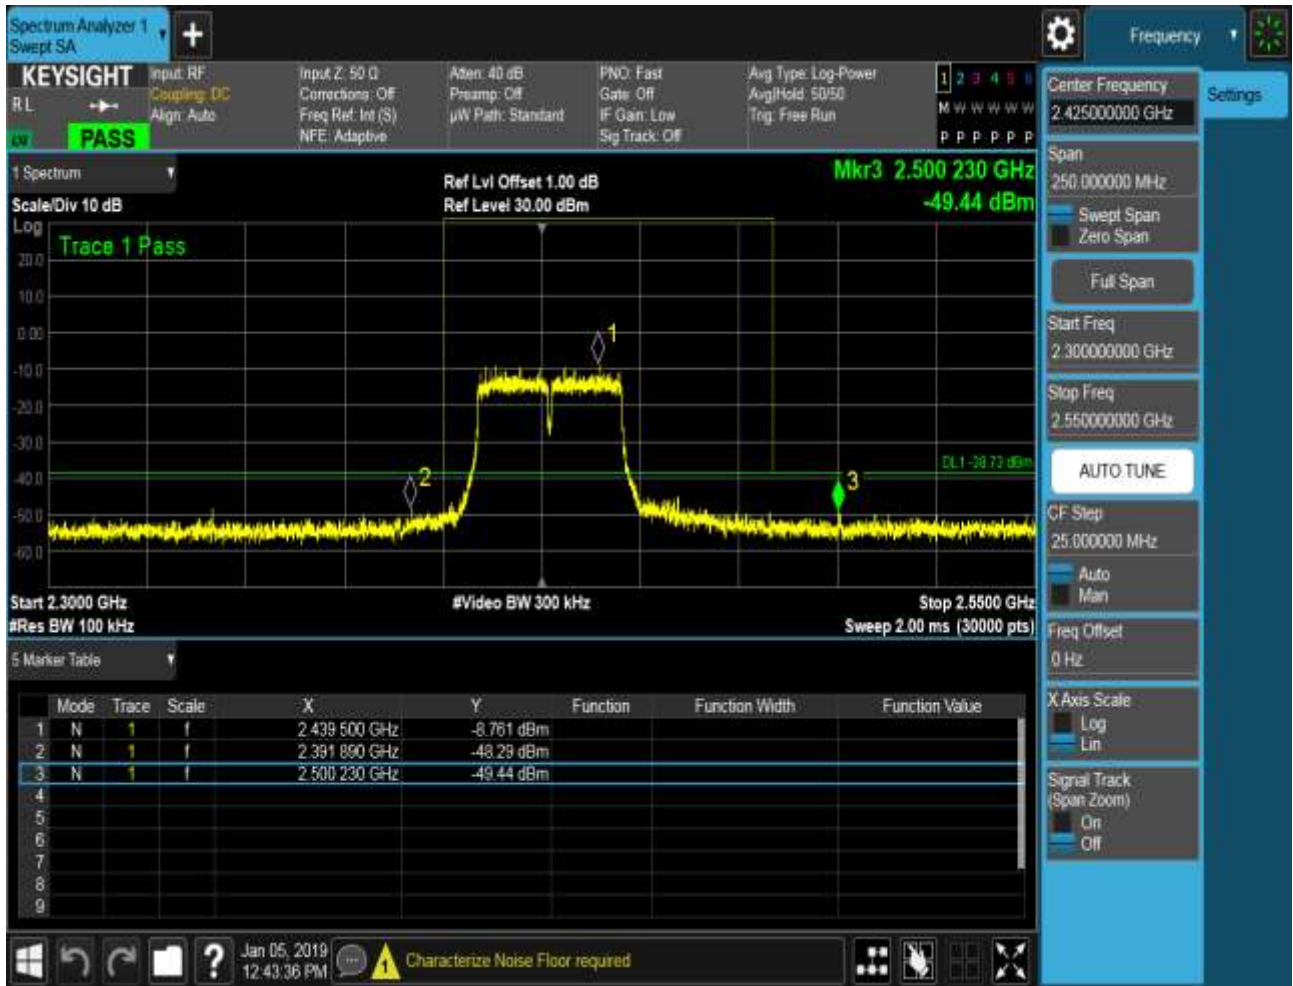 Spectrum Analyzer 1
Swept SA
+
Frequency
KEYSIGHT
R L
PASS
Input: RF
Coupling: DC
Align: Auto
Input Z: 50 Ω
Corrections: Off
Freq Ref: Int (S)
NFE: Adaptive
Atten: 40 dB
Preamp: Off
µW Path: Standard
PNO: Fast
Gate: Off
IF Gain: Low
Sig Track: Off
Avg Type: Log-Power
Avg|Hold: 50/50
Trig: Free Run
1 2 3 4 5 6
M W W W W W
P P P P P P
1 Spectrum
Scale/Div 10 dB
Ref Lvl Offset 1.00 dB
Ref Level 30.00 dBm
Mkr3 2.500 230 GHz
-49.44 dBm
Log
Trace 1 Pass
20.0
10.0
0.00
-10.0
-20.0
-30.0
-40.0
-50.0
-60.0
1
2
3
DL1 -38.73 dBm
Start 2.3000 GHz
#Video BW 300 kHz
Stop 2.5500 GHz
#Res BW 100 kHz
Sweep 2.00 ms (30000 pts)
5 Marker Table
Mode Trace Scale X Y Function Function Width Function Value
1 N 1 f 2.439 500 GHz -8.761 dBm
2 N 1 f 2.391 890 GHz -48.29 dBm
3 N 1 f 2.500 230 GHz -49.44 dBm
4
5
6
7
8
9
Jan 05, 2019
12:43:36 PM
?
1
Characterize Noise Floor required
Center Frequency
2.425000000 GHz
Settings
Span
250.000000 MHz
Swept Span
Zero Span
Full Span
Start Freq
2.300000000 GHz
Stop Freq
2.550000000 GHz
AUTO TUNE
CF Step
25.000000 MHz
Auto
Man
Freq Offset
0 Hz
X Axis Scale
Log
Lin
Signal Track
(Span Zoom)
On
Off